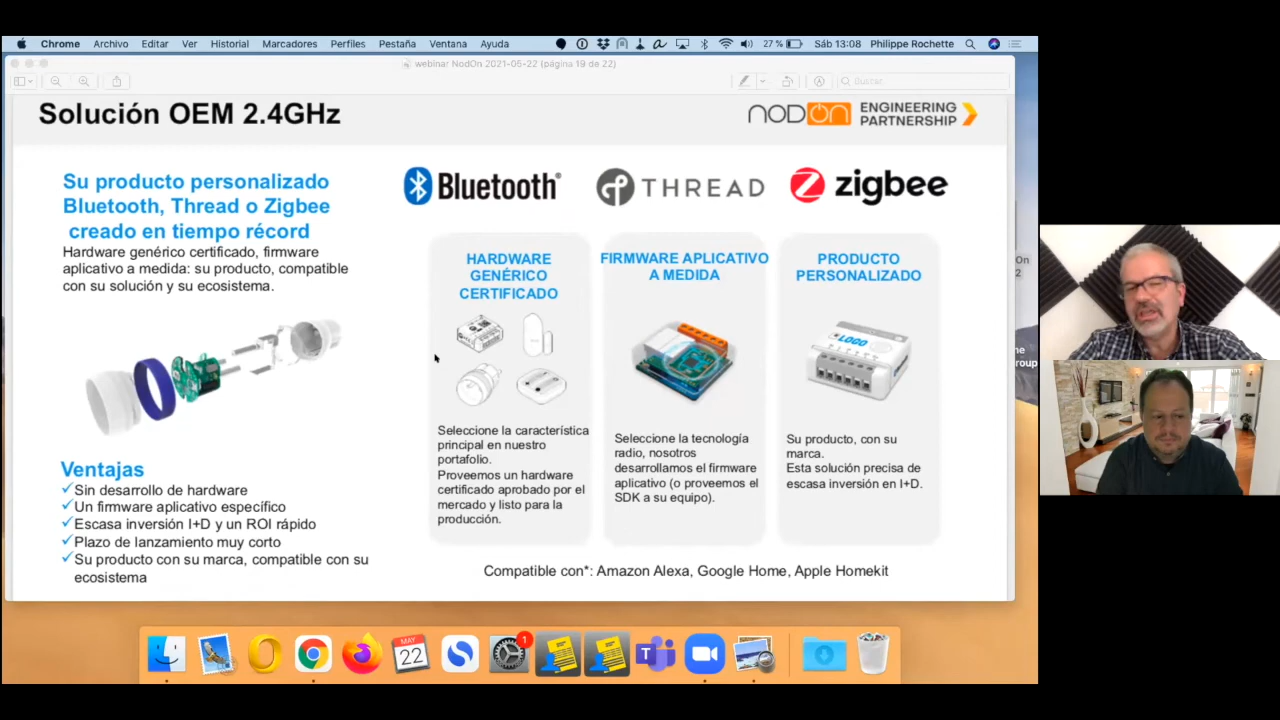 Chrome Archivo Editar Ver Historial Marcadores Perfiles Pestaña Ventana Ayuda 27 % Sáb 13:08 Philippe Rochette
webinar NodOn 2021-05-22 (página 19 de 22)
Buscar
Solución OEM 2.4GHz
NODON ENGINEERING
PARTNERSHIP
Su producto personalizado
Bluetooth, Thread o Zigbee
creado en tiempo récord
Hardware genérico certificado, firmware
aplicativo a medida: su producto, compatible
con su solución y su ecosistema.
Ventajas
Sin desarrollo de hardware
Un firmware aplicativo específico
Escasa inversión I+D y un ROI rápido
Plazo de lanzamiento muy corto
Su producto con su marca, compatible con su
ecosistema
Bluetooth®
THREAD
zigbee
HARDWARE
GENÉRICO
CERTIFICADO
Seleccione la característica
principal en nuestro
portafolio.
Proveemos un hardware
certificado aprobado por el
mercado y listo para la
producción.
FIRMWARE APLICATIVO
A MEDIDA
Seleccione la tecnología
radio, nosotros
desarrollamos el firmware
aplicativo (o proveemos el
SDK a su equipo).
PRODUCTO
PERSONALIZADO
LOGO
Su producto, con su
marca.
Esta solución precisa de
escasa inversión en I+D.
Compatible con*: Amazon Alexa, Google Home, Apple Homekit
On
2
me
roup
MAY
22
1
T